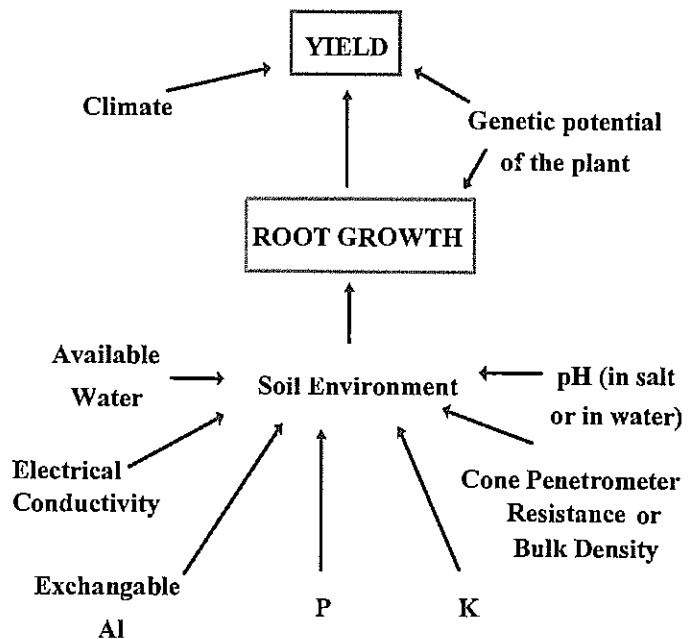 YIELD
Climate
Genetic potential
of the plant
ROOT GROWTH
Available
Water
Soil Environment
pH (in salt
or in water)
Electrical
Conductivity
Cone Penetrometer
Resistance or
Bulk Density
Exchangable
Al
P
K